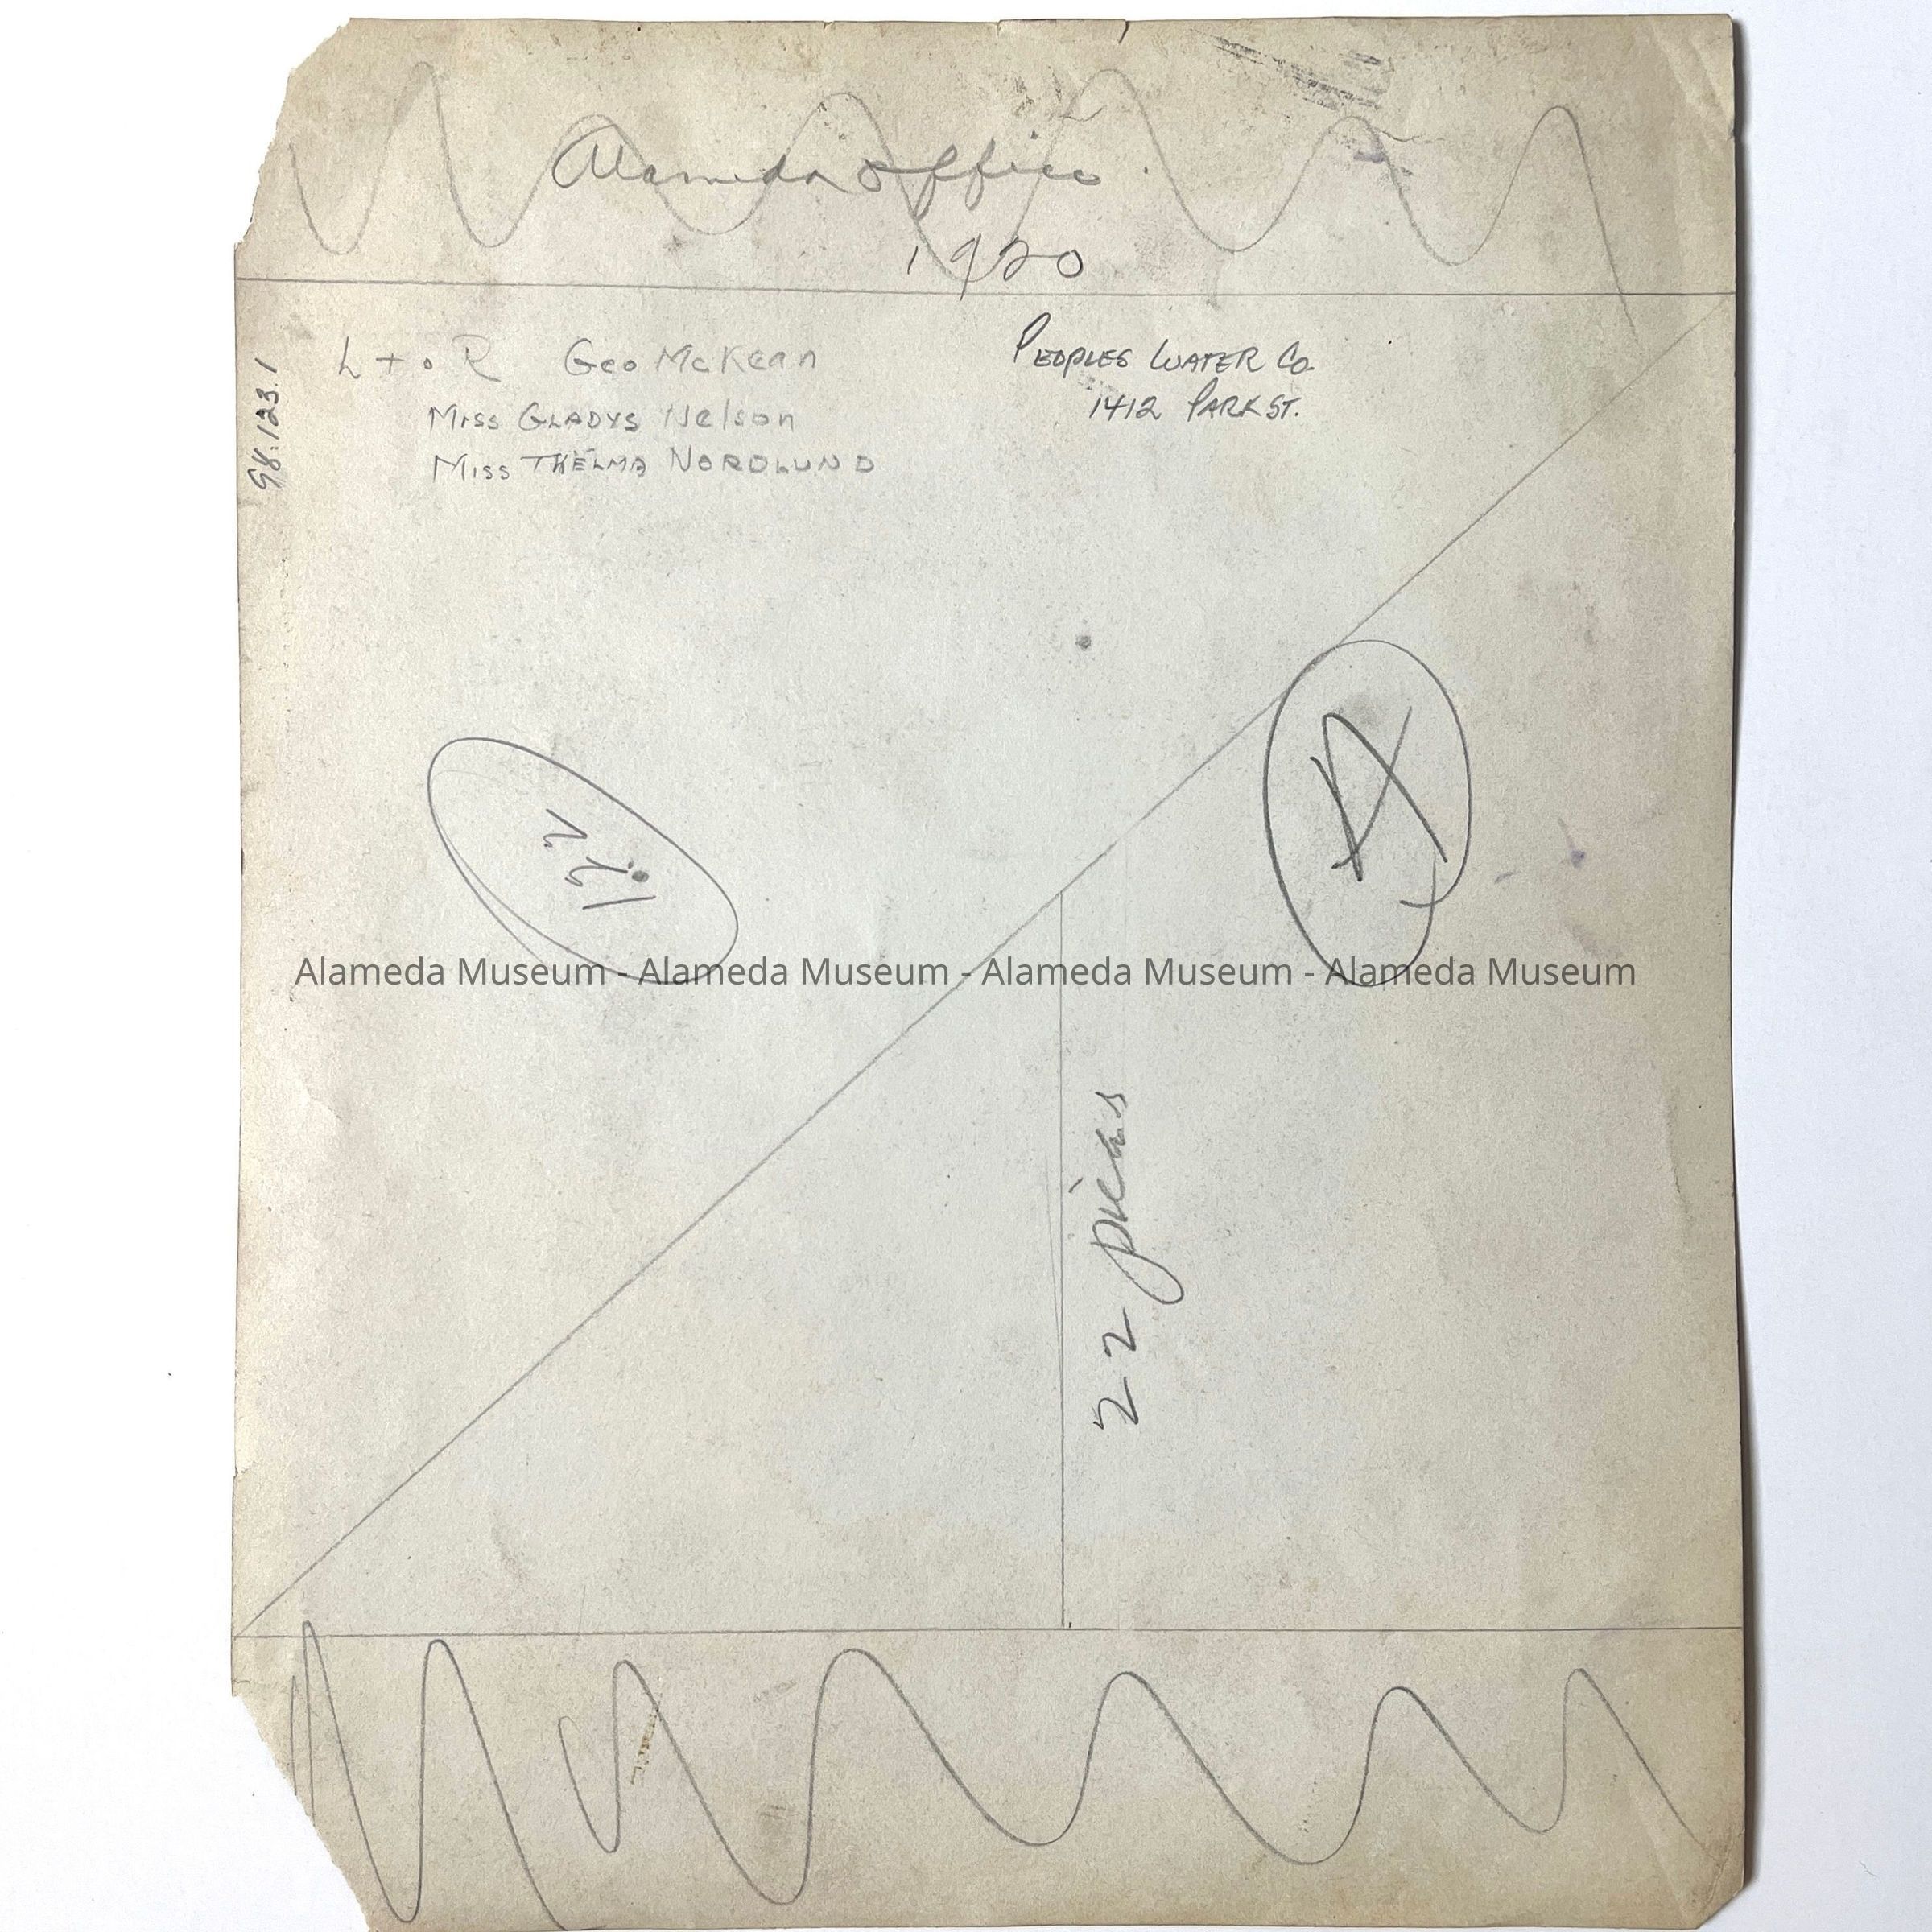 Alameda Office.
1920
L to R Geo McKean
Miss GLADYS Nelson
Miss THELMA NORDLUND
PEOPLES WATER CO.
1412 PARK ST.
98.123.1
Alameda Museum - Alameda Museum - Alameda Museum - Alameda Museum
22 picas